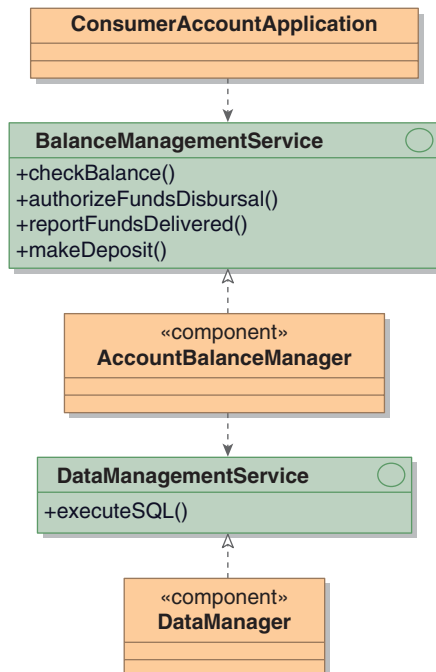 ConsumerAccountApplication
BalanceManagementService
+checkBalance()
+authorizeFundsDisbursal()
+reportFundsDelivered()
+makeDeposit()
«component»
AccountBalanceManager
DataManagementService
+executeSQL()
«component»
DataManager